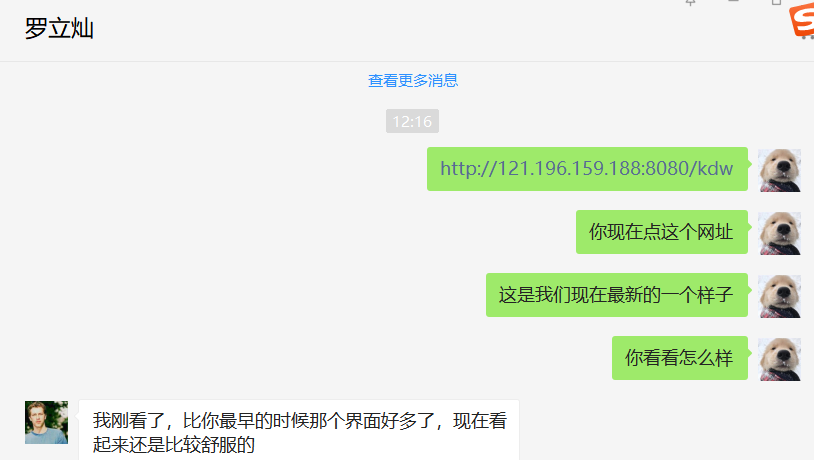 罗立灿
查看更多消息
12:16
http://121.196.159.188:8080/kdw
你现在点这个网址
这是我们现在最新的一个样子
你看看怎么样
我刚看了，比你最早的时候那个界面好多了，现在看
起来还是比较舒服的